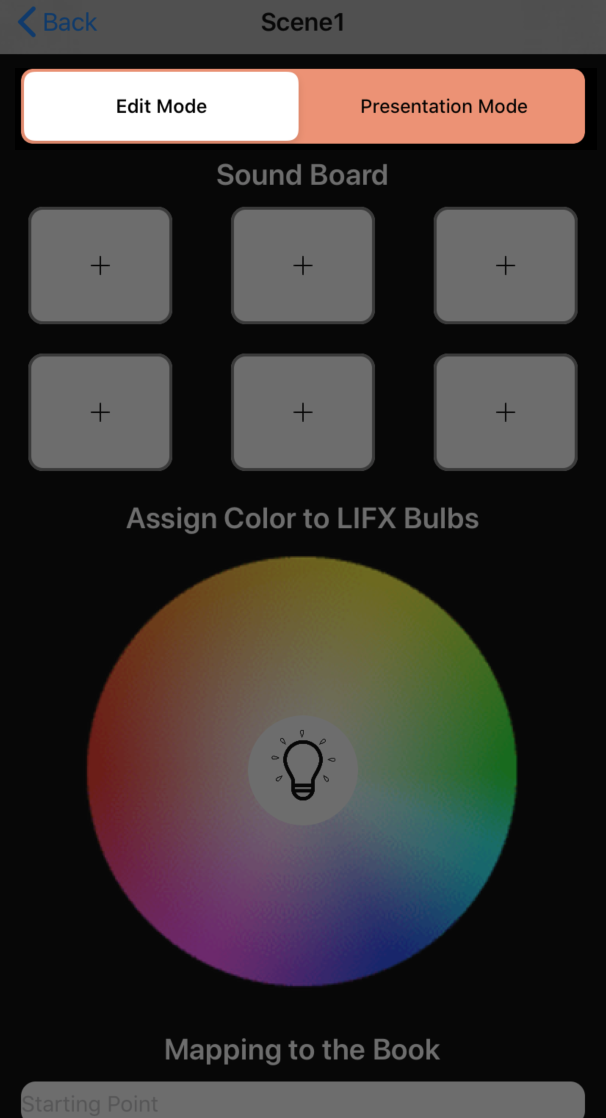 Back Scene1
Edit Mode Presentation Mode
Sound Board
+ + +
+ + +
Assign Color to LIFX Bulbs
Mapping to the Book
Starting Point